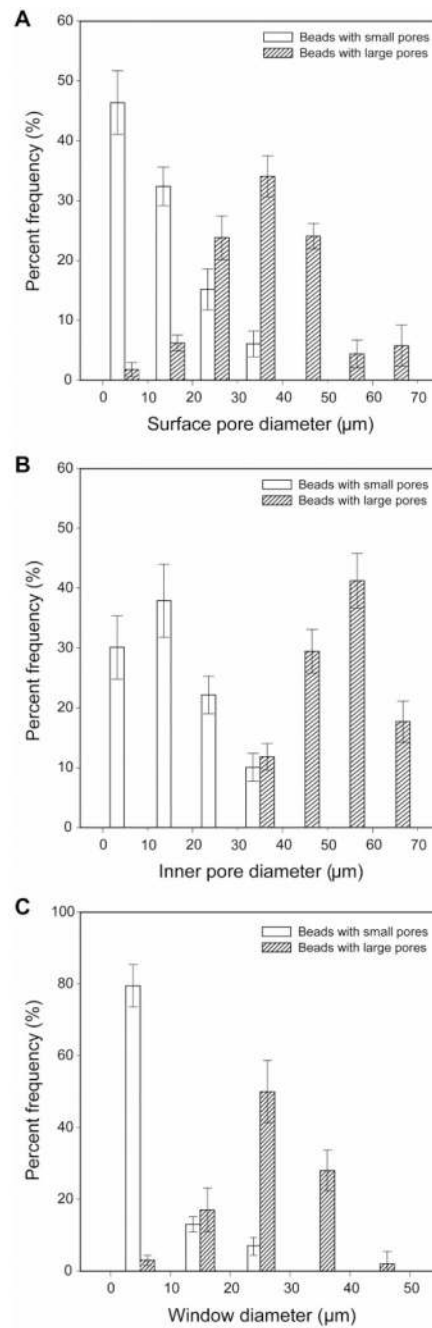 A
60
50
40
30
20
10
0
Percent frequency (%)
Beads with small pores
Beads with large pores
0 10 20 30 40 50 60 70
Surface pore diameter (µm)
B
60
50
40
30
20
10
0
Percent frequency (%)
Beads with small pores
Beads with large pores
0 10 20 30 40 50 60 70
Inner pore diameter (µm)
C
100
80
60
40
20
0
Percent frequency (%)
Beads with small pores
Beads with large pores
0 10 20 30 40 50
Window diameter (µm)